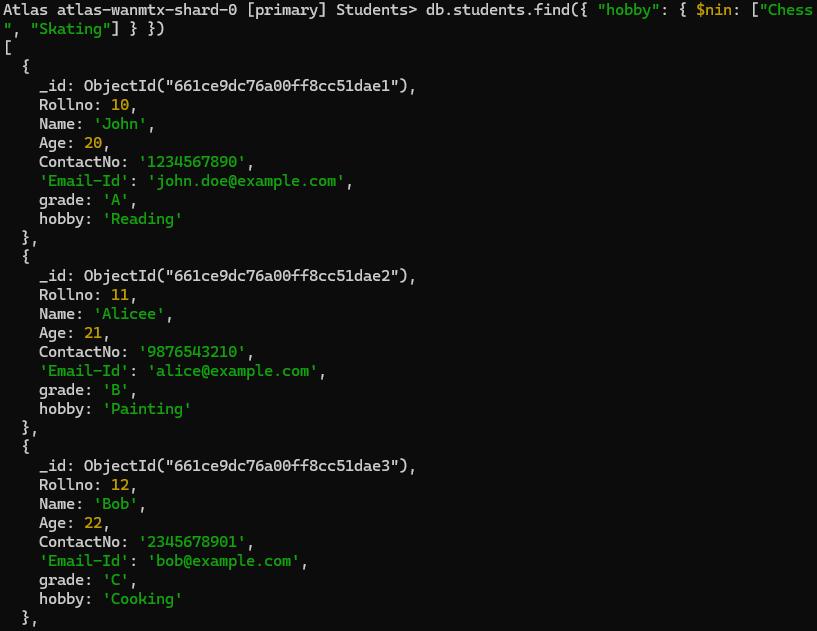 Atlas atlas-wanmtx-shard-0 [primary] Students> db.students.find({ "hobby": { $nin: ["Chess
", "Skating"] } })
[
  {
    _id: ObjectId("661ce9dc76a00ff8cc51dae1"),
    Rollno: 10,
    Name: 'John',
    Age: 20,
    ContactNo: '1234567890',
    'Email-Id': 'john.doe@example.com',
    grade: 'A',
    hobby: 'Reading'
  },
  {
    _id: ObjectId("661ce9dc76a00ff8cc51dae2"),
    Rollno: 11,
    Name: 'Alicee',
    Age: 21,
    ContactNo: '9876543210',
    'Email-Id': 'alice@example.com',
    grade: 'B',
    hobby: 'Painting'
  },
  {
    _id: ObjectId("661ce9dc76a00ff8cc51dae3"),
    Rollno: 12,
    Name: 'Bob',
    Age: 22,
    ContactNo: '2345678901',
    'Email-Id': 'bob@example.com',
    grade: 'C',
    hobby: 'Cooking'
  },